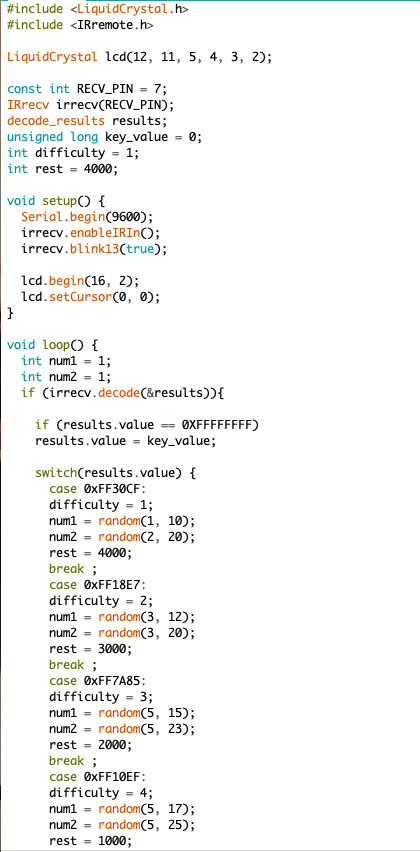 #include <LiquidCrystal.h>
#include <IRremote.h>

LiquidCrystal lcd(12, 11, 5, 4, 3, 2);

const int RECV_PIN = 7;
IRrecv irrecv(RECV_PIN);
decode_results results;
unsigned long key_value = 0;
int difficulty = 1;
int rest = 4000;

void setup() {
  Serial.begin(9600);
  irrecv.enableIRIn();
  irrecv.blink13(true);

  lcd.begin(16, 2);
  lcd.setCursor(0, 0);
}

void loop() {
  int num1 = 1;
  int num2 = 1;
  if (irrecv.decode(&results)){

    if (results.value == 0XFFFFFFFF)
    results.value = key_value;

    switch(results.value) {
      case 0xFF30CF:
      difficulty = 1;
      num1 = random(1, 10);
      num2 = random(2, 20);
      rest = 4000;
      break ;
      case 0xFF18E7:
      difficulty = 2;
      num1 = random(3, 12);
      num2 = random(3, 20);
      rest = 3000;
      break ;
      case 0xFF7A85:
      difficulty = 3;
      num1 = random(5, 15);
      num2 = random(5, 23);
      rest = 2000;
      break ;
      case 0xFF10EF:
      difficulty = 4;
      num1 = random(5, 17);
      num2 = random(5, 25);
      rest = 1000;